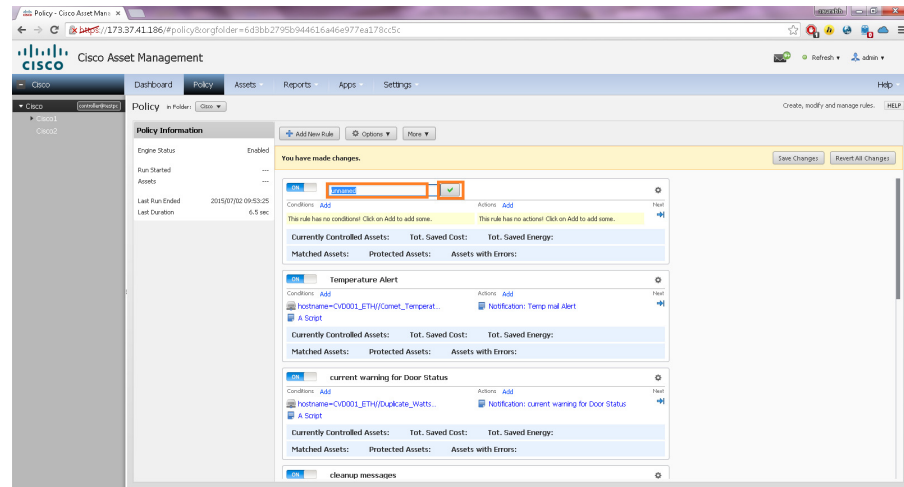 Policy - Cisco Asset Mana
https://173.37.41.186/#policy&orgfolder=6d3bb2795b944616a46e977ea178cc5c
CISCO
Cisco Asset Management
Refresh
admin
Cisco
Dashboard Policy Assets Reports Apps Settings Help
Cisco
Cisco1
Cisco2
Policy in Folder: Cisco
Create, modify and manage rules. HELP
Policy Information
Engine Status Enabled
Run Started ---
Assets ---
Last Run Ended 2015/07/02 09:53:25
Last Duration 6.5 sec
Add New Rule Options More
You have made changes.
Save Changes Revert All Changes
ON unnamed
Conditions Add Actions Add Next
This rule has no conditions! Click on Add to add some. This rule has no actions! Click on Add to add some.
Currently Controlled Assets: Tot. Saved Cost: Tot. Saved Energy:
Matched Assets: Protected Assets: Assets with Errors:
ON Temperature Alert
Conditions Add Actions Add Next
hostname=CVD001_ETH//Comet_Temperat... Notification: Temp mail Alert
A Script
Currently Controlled Assets: Tot. Saved Cost: Tot. Saved Energy:
Matched Assets: Protected Assets: Assets with Errors:
ON current warning for Door Status
Conditions Add Actions Add Next
hostname=CVD001_ETH//Duplicate_Watts... Notification: current warning for Door Status
A Script
Currently Controlled Assets: Tot. Saved Cost: Tot. Saved Energy:
Matched Assets: Protected Assets: Assets with Errors:
ON cleanup messages